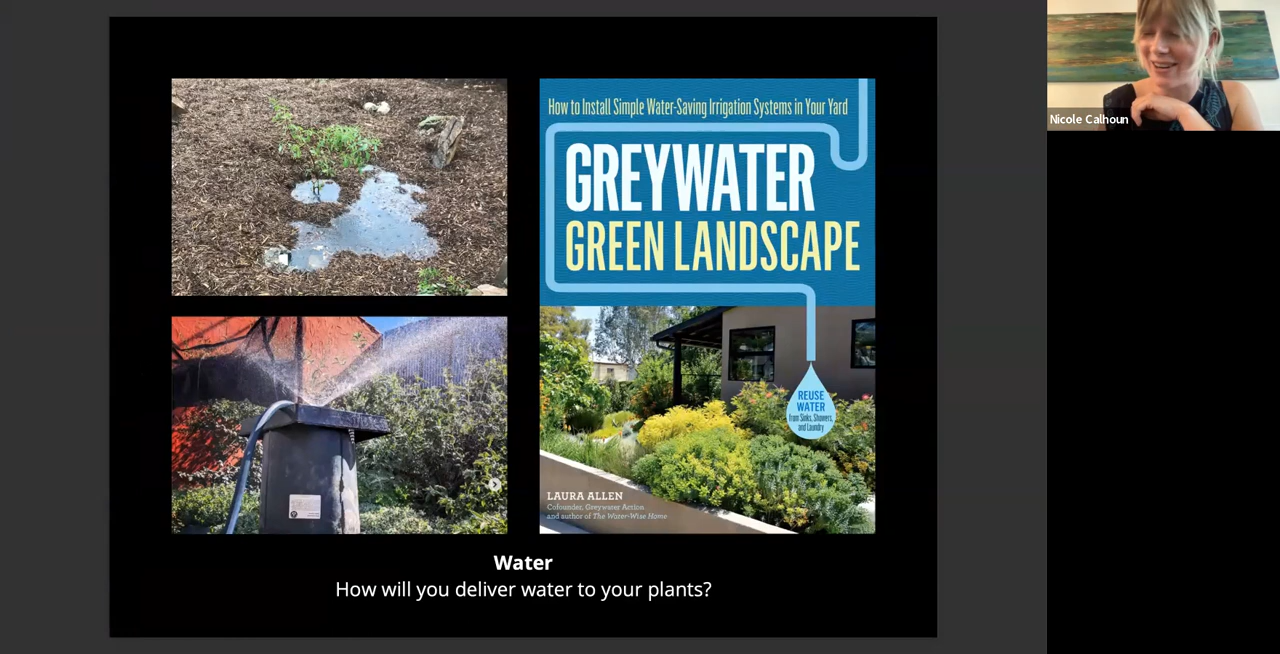 How to Install Simple Water-Saving Irrigation Systems in Your Yard
GREYWATER
GREEN LANDSCAPE
REUSE
WATER
from Sinks, Showers,
and Laundry
LAURA ALLEN
Cofounder, Greywater Action
and author of The Water-Wise Home
Water
How will you deliver water to your plants?
Nicole Calhoun